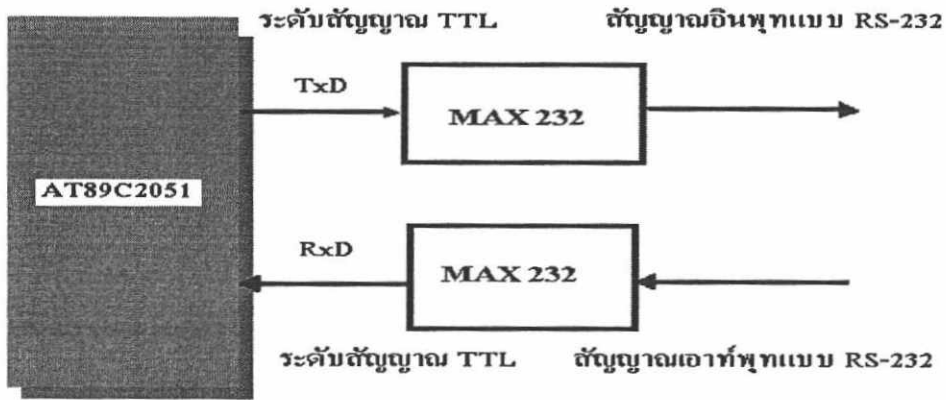 ระดับสัญญาณ TTL สัญญาณอินพุทแบบ RS-232
TxD
MAX 232
AT89C2051
RxD
MAX 232
ระดับสัญญาณ TTL สัญญาณเอาท์พุทแบบ RS-232